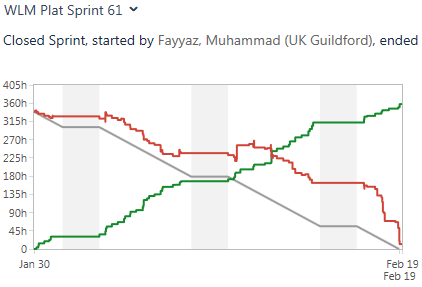 WLM Plat Sprint 61
Closed Sprint, started by Fayyaz, Muhammad (UK Guildford), ended
405h
360h
315h
270h
225h
180h
135h
90h
45h
0
Jan 30
Feb 19
Feb 19